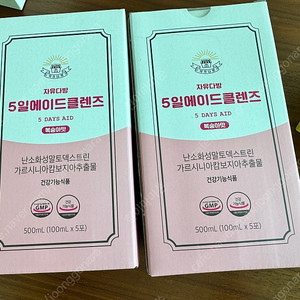 자유다방
5일에이드클렌즈
5 DAYS AID
복숭아맛
난소화성말토덱스트린
가르시니아캄보지아추출물
건강기능식품
GMP
500mL (100mL x 5포)
자유다방
5일에이드클렌즈
5 DAYS AID
복숭아맛
난소화성말토덱스트린
가르시니아캄보지아추출물
건강기능식품
GMP
500mL (100mL x 5포)